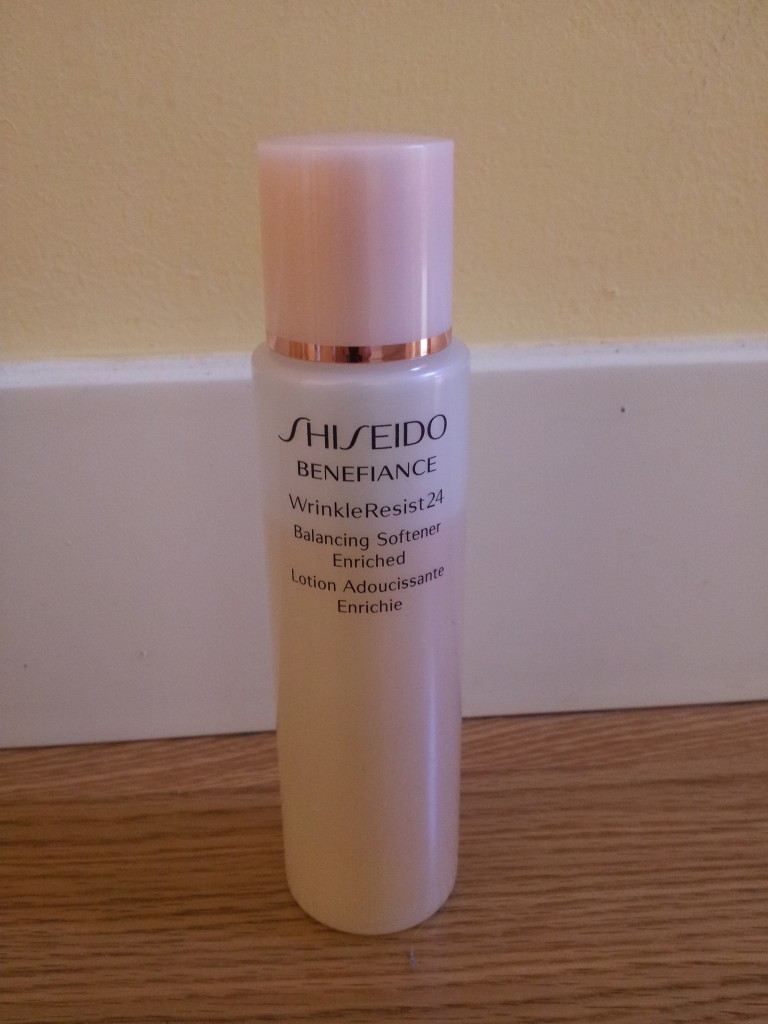 SHISEIDO
BENEFIANCE
WrinkleResist24
Balancing Softener
Enriched
Lotion Adoucissante
Enrichie